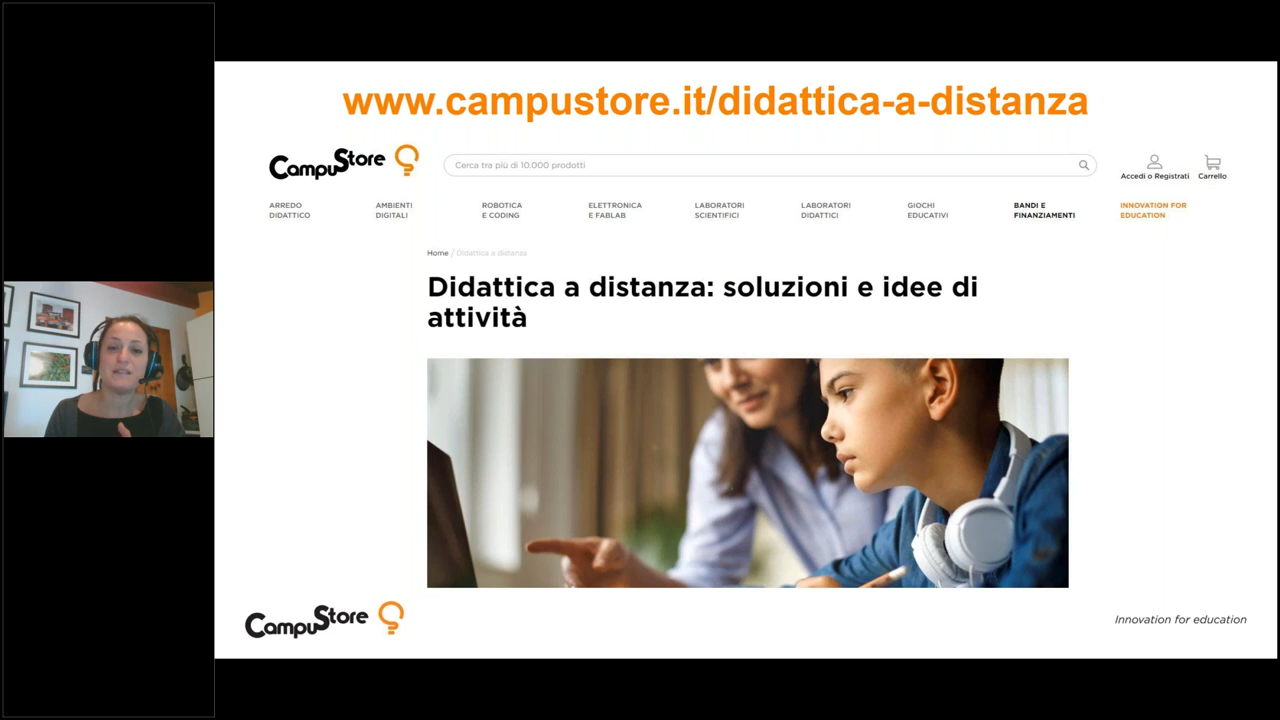 www.campustore.it/didattica-a-distanza
CampuStore
Cerca tra più di 10.000 prodotti
Accedi o Registrati
Carrello
ARREDO
DIDATTICO
AMBIENTI
DIGITALI
ROBOTICA
E CODING
ELETTRONICA
E FABLAB
LABORATORI
SCIENTIFICI
LABORATORI
DIDATTICI
GIOCHI
EDUCATIVI
BANDI E
FINANZIAMENTI
INNOVATION FOR
EDUCATION
Home / Didattica a distanza
Didattica a distanza: soluzioni e idee di
attività
CampuStore
Innovation for education